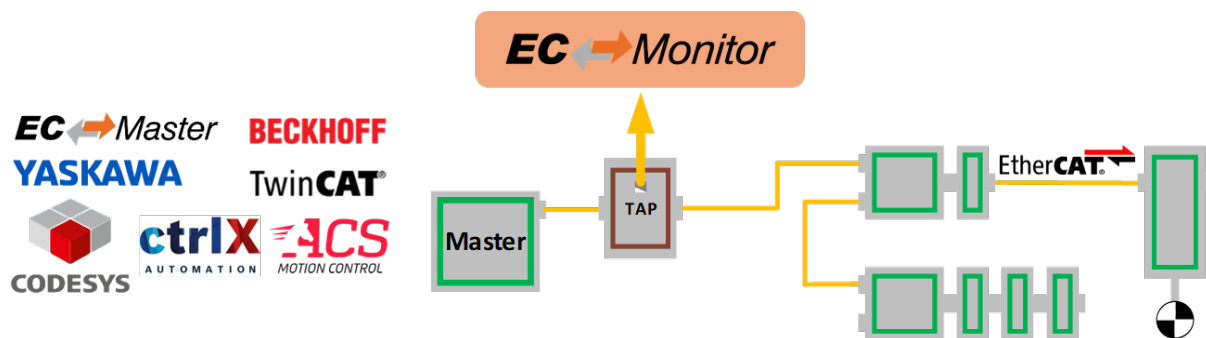 EC Monitor
EC Master
BECKHOFF
YASKAWA
TwinCAT®
CODESYS
ctrlX
AUTOMATION
ACS
MOTION CONTROL
Master
TAP
EtherCAT®